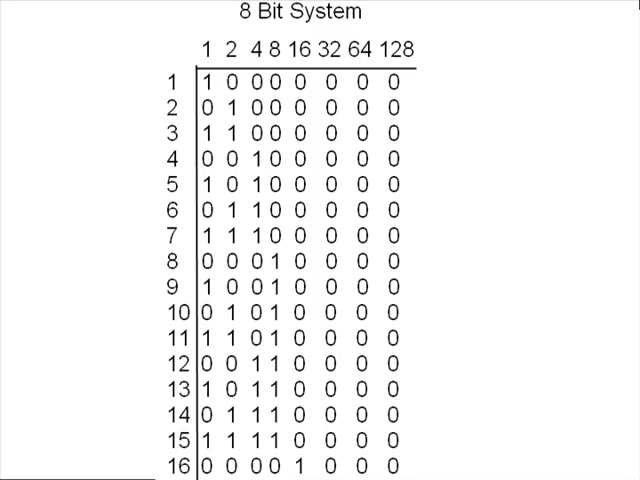 8 Bit System
1 2 4 8 16 32 64 128
1 1 0 0 0 0 0 0 0
2 0 1 0 0 0 0 0 0
3 1 1 0 0 0 0 0 0
4 0 0 1 0 0 0 0 0
5 1 0 1 0 0 0 0 0
6 0 1 1 0 0 0 0 0
7 1 1 1 0 0 0 0 0
8 0 0 0 1 0 0 0 0
9 1 0 0 1 0 0 0 0
10 0 1 0 1 0 0 0 0
11 1 1 0 1 0 0 0 0
12 0 0 1 1 0 0 0 0
13 1 0 1 1 0 0 0 0
14 0 1 1 1 0 0 0 0
15 1 1 1 1 0 0 0 0
16 0 0 0 0 1 0 0 0